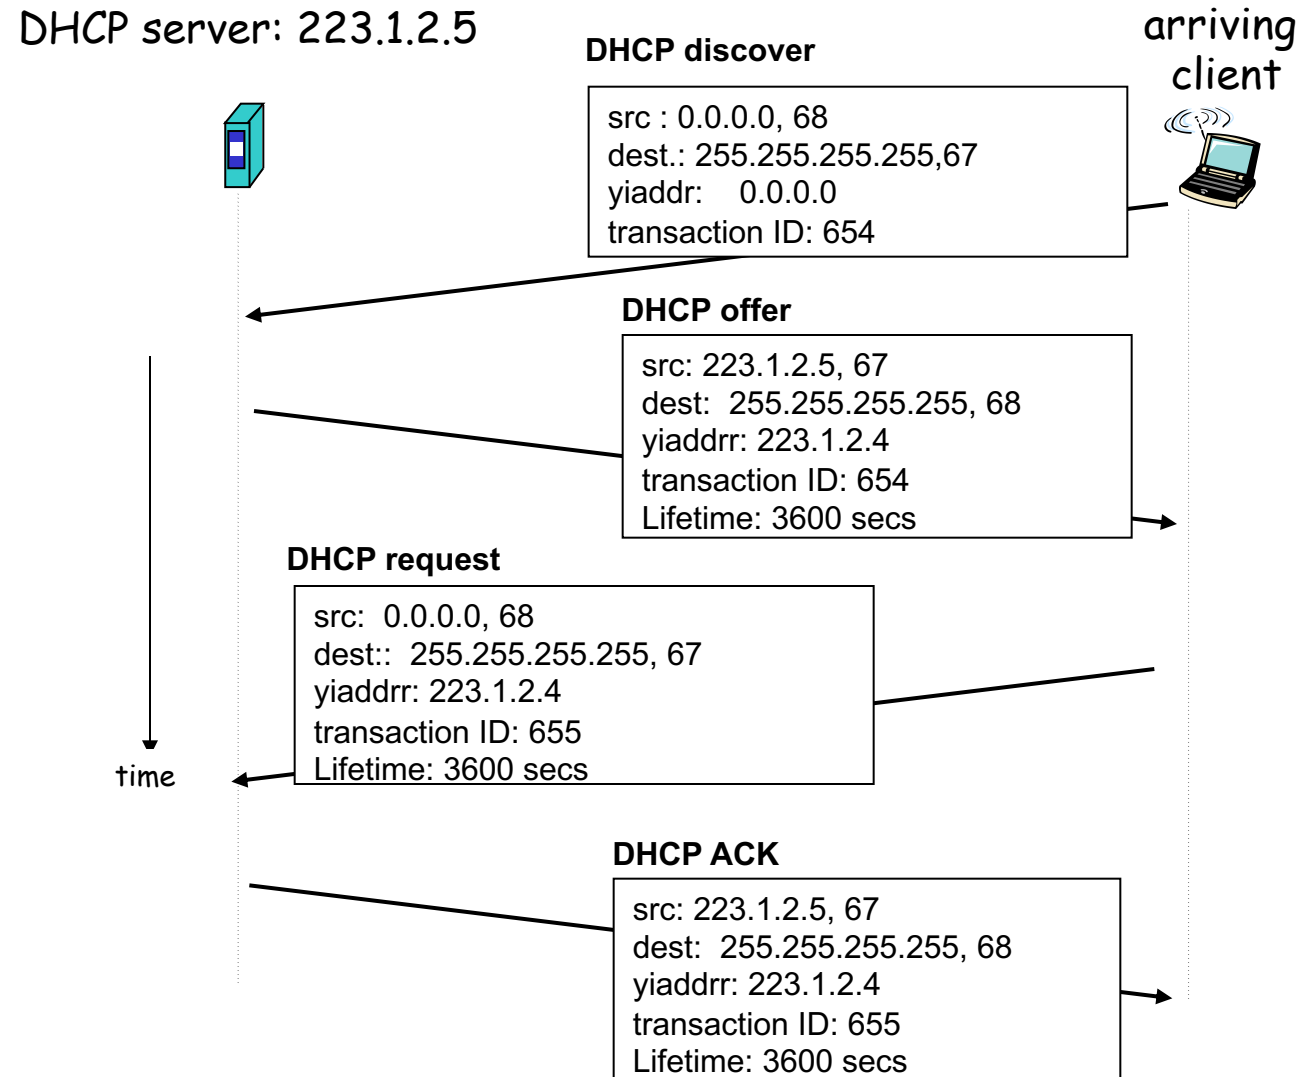 DHCP server: 223.1.2.5
arriving
client
DHCP discover
src : 0.0.0.0, 68
dest.: 255.255.255.255,67
yiaddr: 0.0.0.0
transaction ID: 654
DHCP offer
src: 223.1.2.5, 67
dest: 255.255.255.255, 68
yiaddrr: 223.1.2.4
transaction ID: 654
Lifetime: 3600 secs
DHCP request
src: 0.0.0.0, 68
dest:: 255.255.255.255, 67
yiaddrr: 223.1.2.4
transaction ID: 655
Lifetime: 3600 secs
time
DHCP ACK
src: 223.1.2.5, 67
dest: 255.255.255.255, 68
yiaddrr: 223.1.2.4
transaction ID: 655
Lifetime: 3600 secs